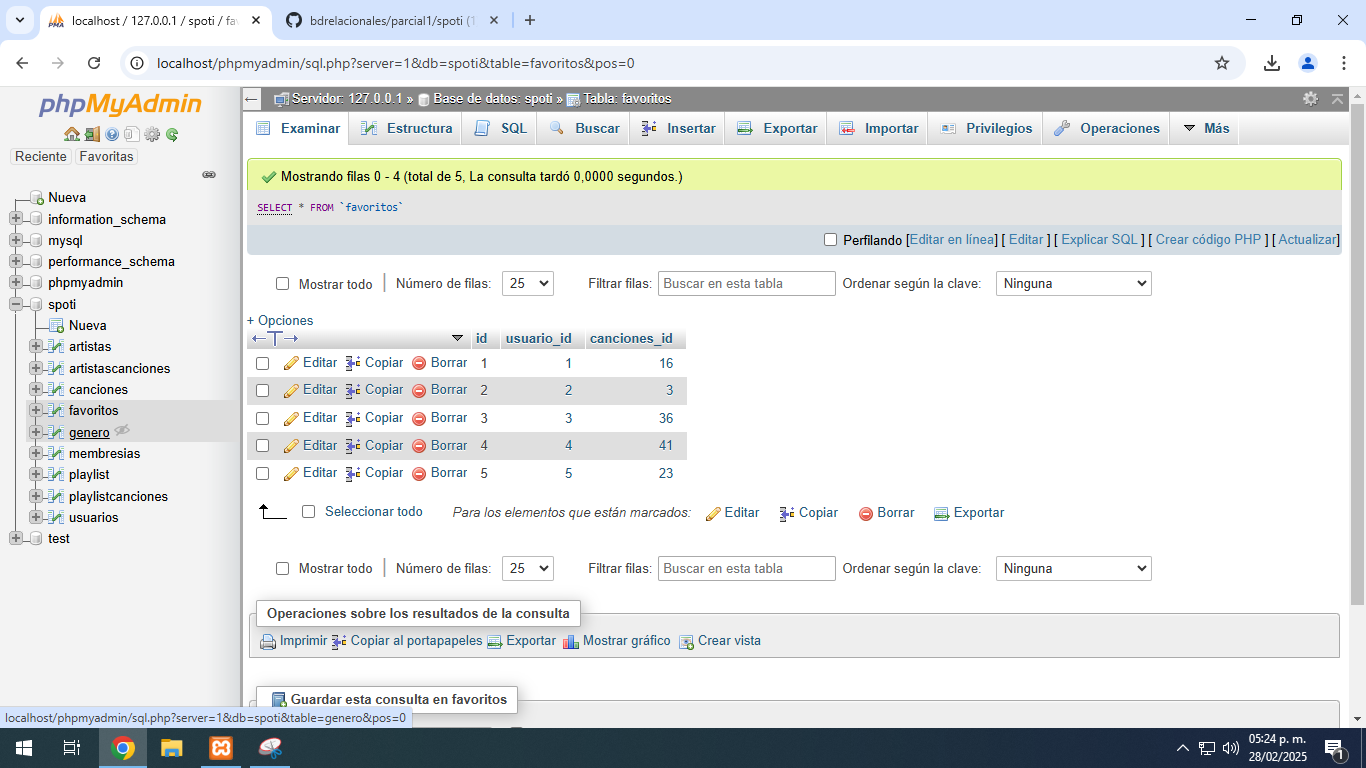 localhost / 127.0.0.1 / spoti / fav
bdrelacionales/parcial1/spoti (1
localhost/phpmyadmin/sql.php?server=1&db=spoti&table=favoritos&pos=0
phpMyAdmin
Reciente Favoritas
Nueva
information_schema
mysql
performance_schema
phpmyadmin
spoti
Nueva
artistas
artistascanciones
canciones
favoritos
genero
membresias
playlist
playlistcanciones
usuarios
test
Servidor: 127.0.0.1 » Base de datos: spoti » Tabla: favoritos
Examinar Estructura SQL Buscar Insertar Exportar Importar Privilegios Operaciones Más
Mostrando filas 0 - 4 (total de 5, La consulta tardó 0,0000 segundos.)
SELECT * FROM `favoritos`
Perfilando [Editar en línea] [ Editar ] [ Explicar SQL ] [ Crear código PHP ] [ Actualizar]
Mostrar todo Número de filas: 25 Filtrar filas: Buscar en esta tabla Ordenar según la clave: Ninguna
+ Opciones
←T→ id usuario_id canciones_id
Editar Copiar Borrar 1 1 16
Editar Copiar Borrar 2 2 3
Editar Copiar Borrar 3 3 36
Editar Copiar Borrar 4 4 41
Editar Copiar Borrar 5 5 23
Seleccionar todo Para los elementos que están marcados: Editar Copiar Borrar Exportar
Mostrar todo Número de filas: 25 Filtrar filas: Buscar en esta tabla Ordenar según la clave: Ninguna
Operaciones sobre los resultados de la consulta
Imprimir Copiar al portapapeles Exportar Mostrar gráfico Crear vista
Guardar esta consulta en favoritos
localhost/phpmyadmin/sql.php?server=1&db=spoti&table=genero&pos=0
05:24 p. m.
28/02/2025
1